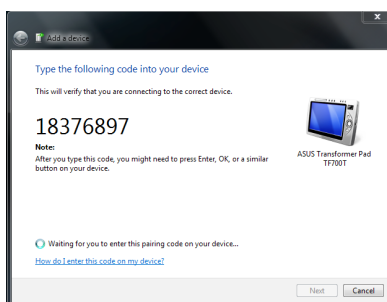 Add a device
Type the following code into your device
This will verify that you are connecting to the correct device.
18376897
Note:
After you type this code, you might need to press Enter, OK, or a similar
button on your device.
ASUS Transformer Pad
TF700T
Waiting for you to enter this pairing code on your device...
How do I enter this code on my device?
Next
Cancel